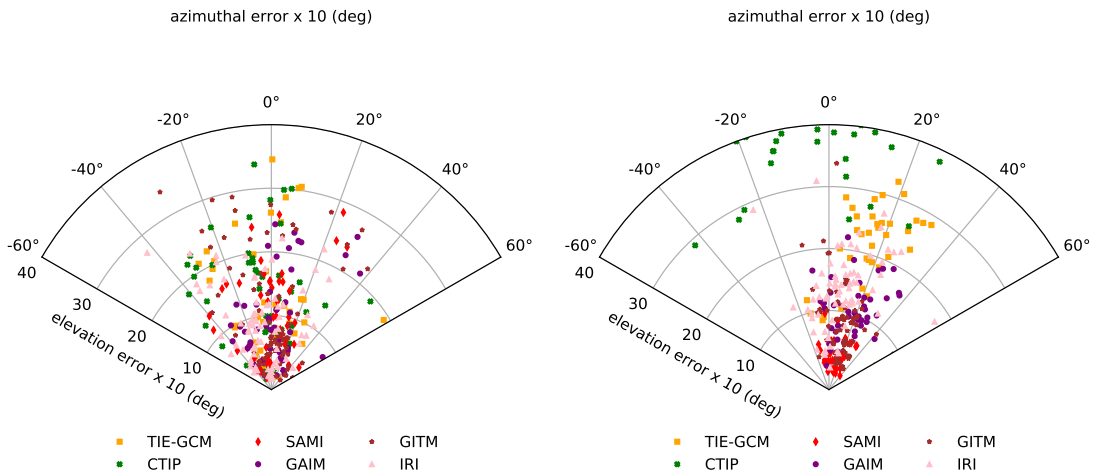 azimuthal error x 10 (deg)
0°
-20°
20°
-40°
40°
-60°
60°
40
30
20
10
elevation error x 10 (deg)
TIE-GCM
SAMI
GITM
CTIP
GAIM
IRI
azimuthal error x 10 (deg)
0°
-20°
20°
-40°
40°
-60°
60°
40
30
20
10
elevation error x 10 (deg)
TIE-GCM
SAMI
GITM
CTIP
GAIM
IRI